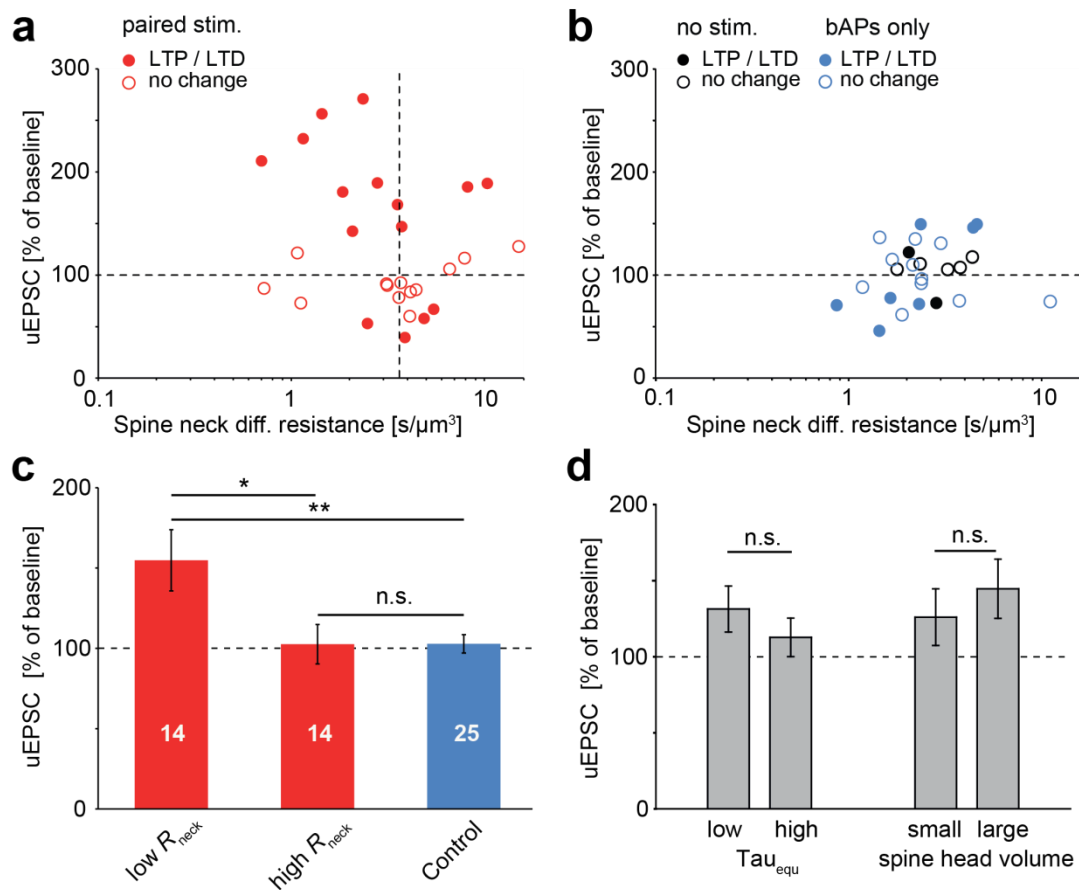 a
paired stim.
LTP / LTD
no change
300
200
100
0
uEPSC [% of baseline]
0.1
1
10
Spine neck diff. resistance [s/µm³]
b
no stim.
bAPs only
LTP / LTD
LTP / LTD
no change
no change
300
200
100
0
uEPSC [% of baseline]
0.1
1
10
Spine neck diff. resistance [s/µm³]
c
200
100
0
uEPSC [% of baseline]
*
**
n.s.
14
14
25
low Rneck
high Rneck
Control
d
200
100
0
uEPSC [% of baseline]
n.s.
n.s.
low
high
small
large
Tauequ
spine head volume